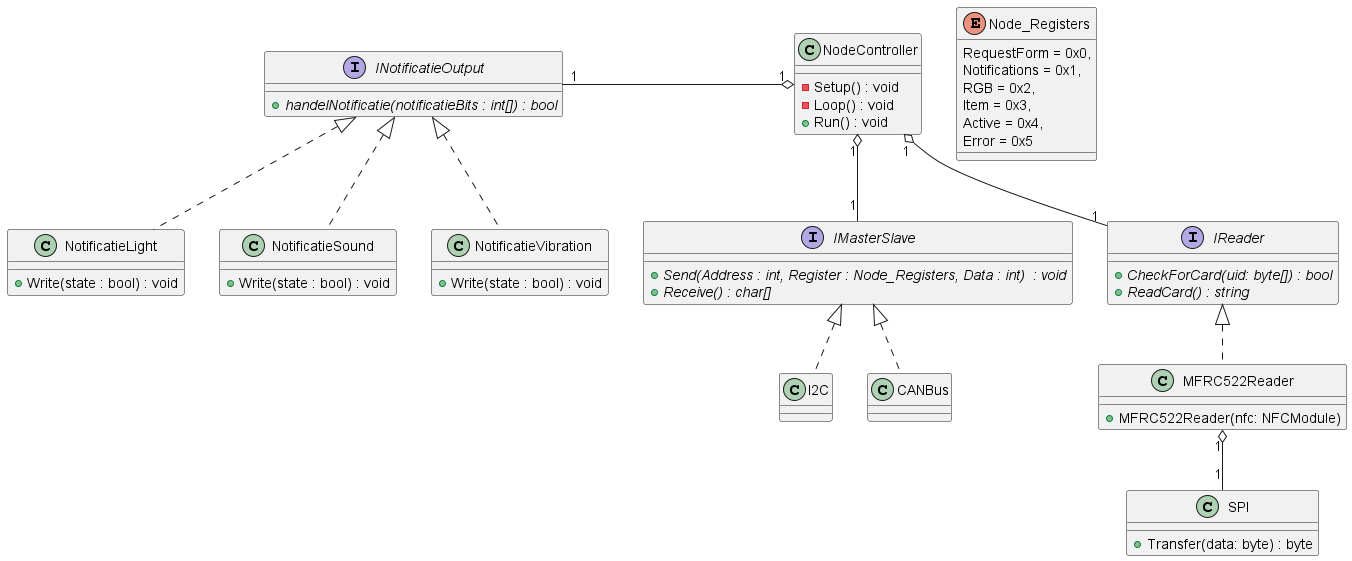 I INotificatieOutput
handelNotificatie(notificatieBits : int[]) : bool
1
1
C NodeController
Setup() : void
Loop() : void
Run() : void
E Node_Registers
RequestForm = 0x0,
Notifications = 0x1,
RGB = 0x2,
Item = 0x3,
Active = 0x4,
Error = 0x5
1
1
1
1
C NotificatieLight
Write(state : bool) : void
C NotificatieSound
Write(state : bool) : void
C NotificatieVibration
Write(state : bool) : void
I IMasterSlave
Send(Address : int, Register : Node_Registers, Data : int)  : void
Receive() : char[]
I IReader
CheckForCard(uid: byte[]) : bool
ReadCard() : string
C I2C
C CANBus
C MFRC522Reader
MFRC522Reader(nfc: NFCModule)
1
1
C SPI
Transfer(data: byte) : byte